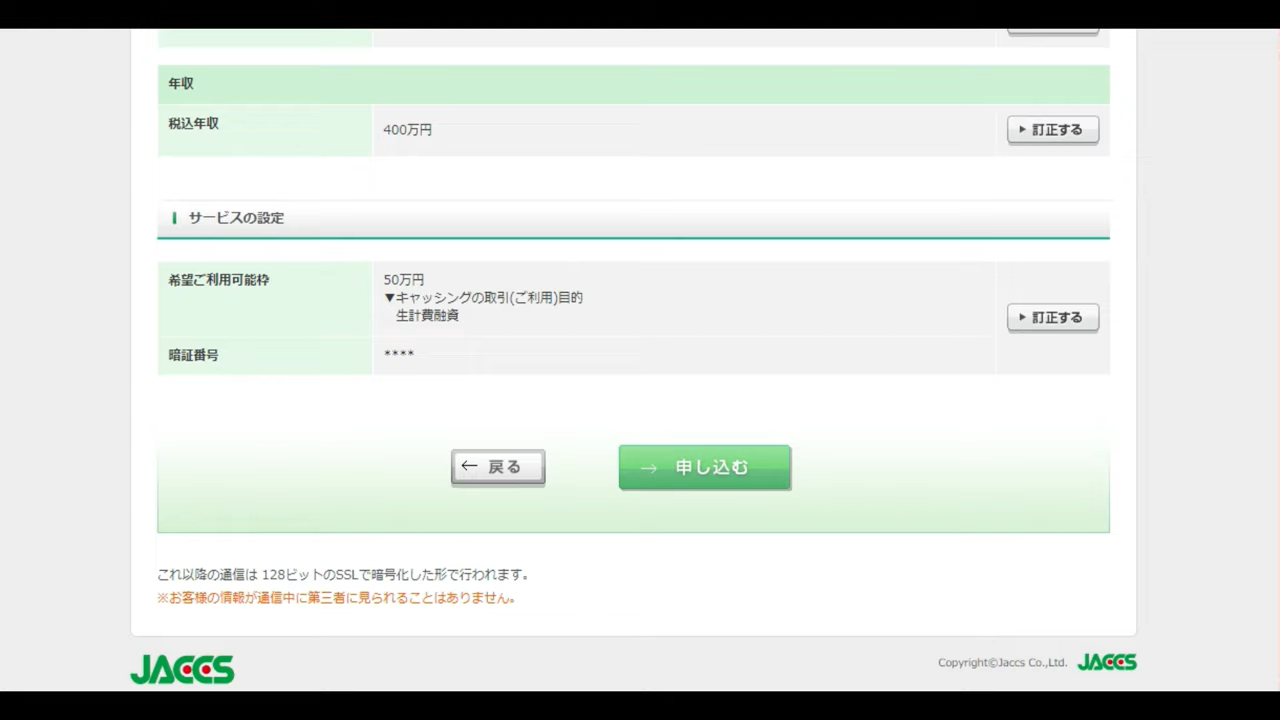 年収
税込年収
400万円
訂正する
サービスの設定
希望ご利用可能枠
50万円
▼キャッシングの取引(ご利用)目的
生計費融資
訂正する
暗証番号
****
← 戻る
→ 申し込む
これ以降の通信は 128ビットのSSLで暗号化した形で行われます。
※お客様の情報が通信中に第三者に見られることはありません。
JACCS
Copyright©Jaccs Co.,Ltd. JACCS